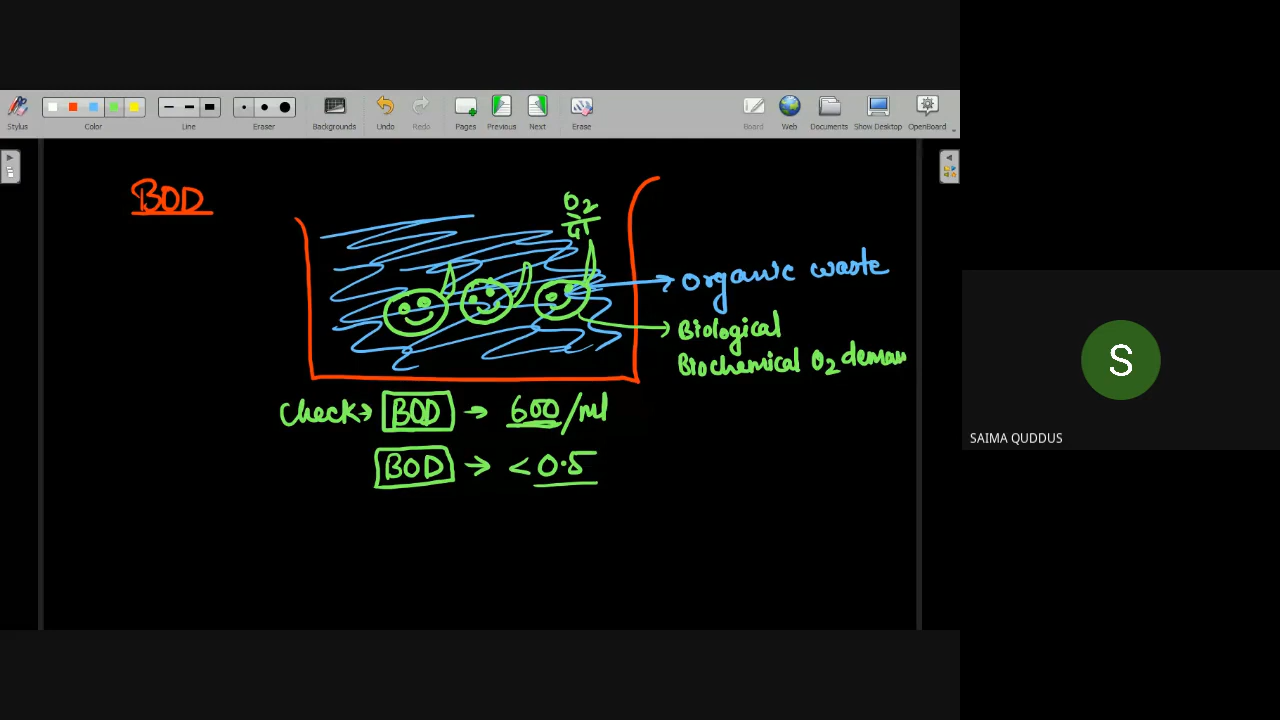 Stylus
Color
Line
Eraser
Backgrounds
Undo
Redo
Pages
Previous
Next
Erase
Board
Web
Documents
Show Desktop
OpenBoard
BOD
O2
organic waste
Biological
Biochemical O2 deman
Check → BOD → 600/ml
BOD → < 0.5
S
SAIMA QUDDUS